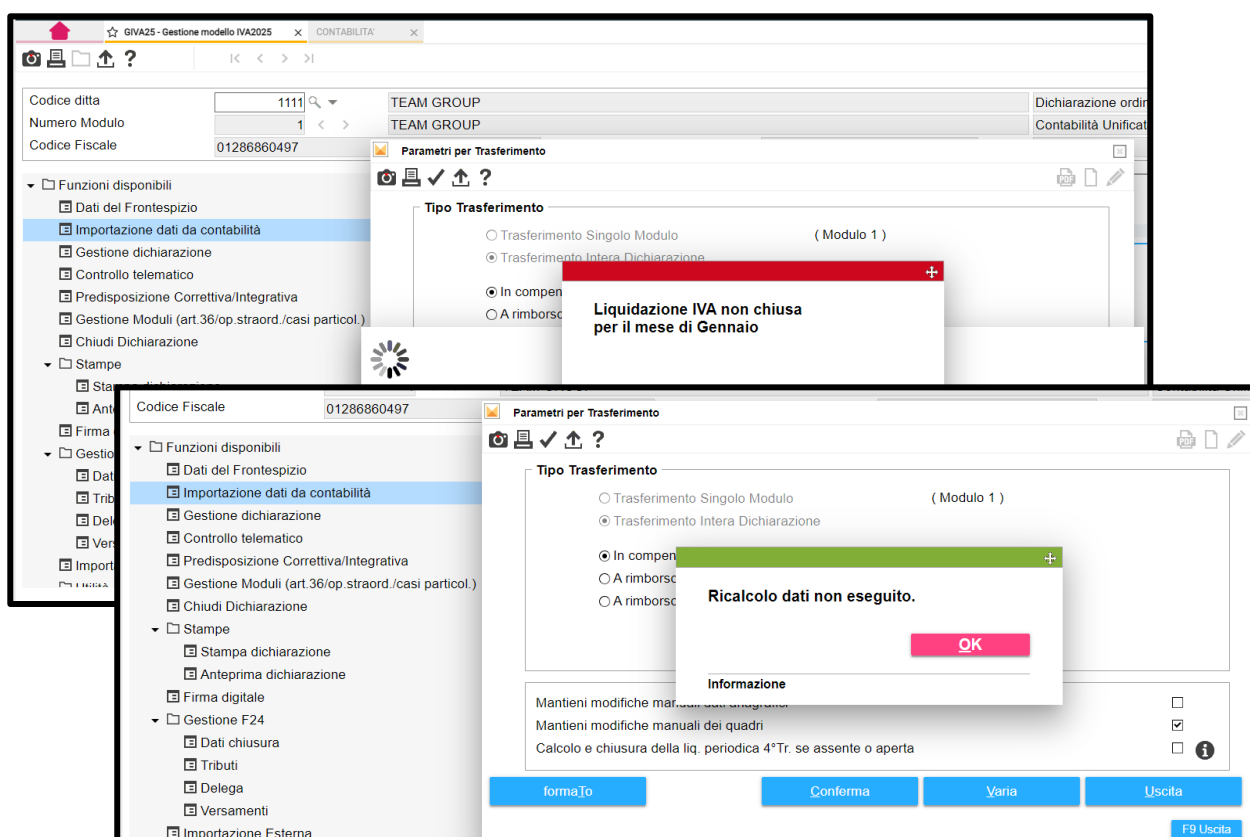 GIVA25 - Gestione modello IVA2025 x CONTABILITA' x
Codice ditta 1111 TEAM GROUP
Numero Modulo 1 TEAM GROUP Contabilità
Codice Fiscale 01286860497
Parametri per Trasferimento
Funzioni disponibili
Dati del Frontespizio
Importazione dati da contabilità
Gestione dichiarazione
Controllo telematico
Predisposizione Correttiva/Integrativa
Gestione Moduli (art.36/op.straord./casi particol.)
Chiudi Dichiarazione
Stampe
Firma
Tipo Trasferimento
Trasferimento Singolo Modulo ( Modulo 1 )
Trasferimento Intera Dichiarazione
In compen
A rimborso
Liquidazione IVA non chiusa
per il mese di Gennaio
Codice Fiscale 01286860497
Funzioni disponibili
Dati del Frontespizio
Importazione dati da contabilità
Gestione dichiarazione
Controllo telematico
Predisposizione Correttiva/Integrativa
Gestione Moduli (art.36/op.straord./casi particol.)
Chiudi Dichiarazione
Stampe
Stampa dichiarazione
Anteprima dichiarazione
Firma digitale
Gestione F24
Dati chiusura
Tributi
Delega
Versamenti
Importazione Esterna
Parametri per Trasferimento
PDF
Tipo Trasferimento
Trasferimento Singolo Modulo ( Modulo 1 )
Trasferimento Intera Dichiarazione
In compen
A rimborso
A rimborso
Ricalcolo dati non eseguito.
OK
Informazione
Mantieni modifiche manuali dati anagrafici
Mantieni modifiche manuali dei quadri
Calcolo e chiusura della liq. periodica 4°Tr. se assente o aperta
formaTo Conferma Varia Uscita
F9 Uscita